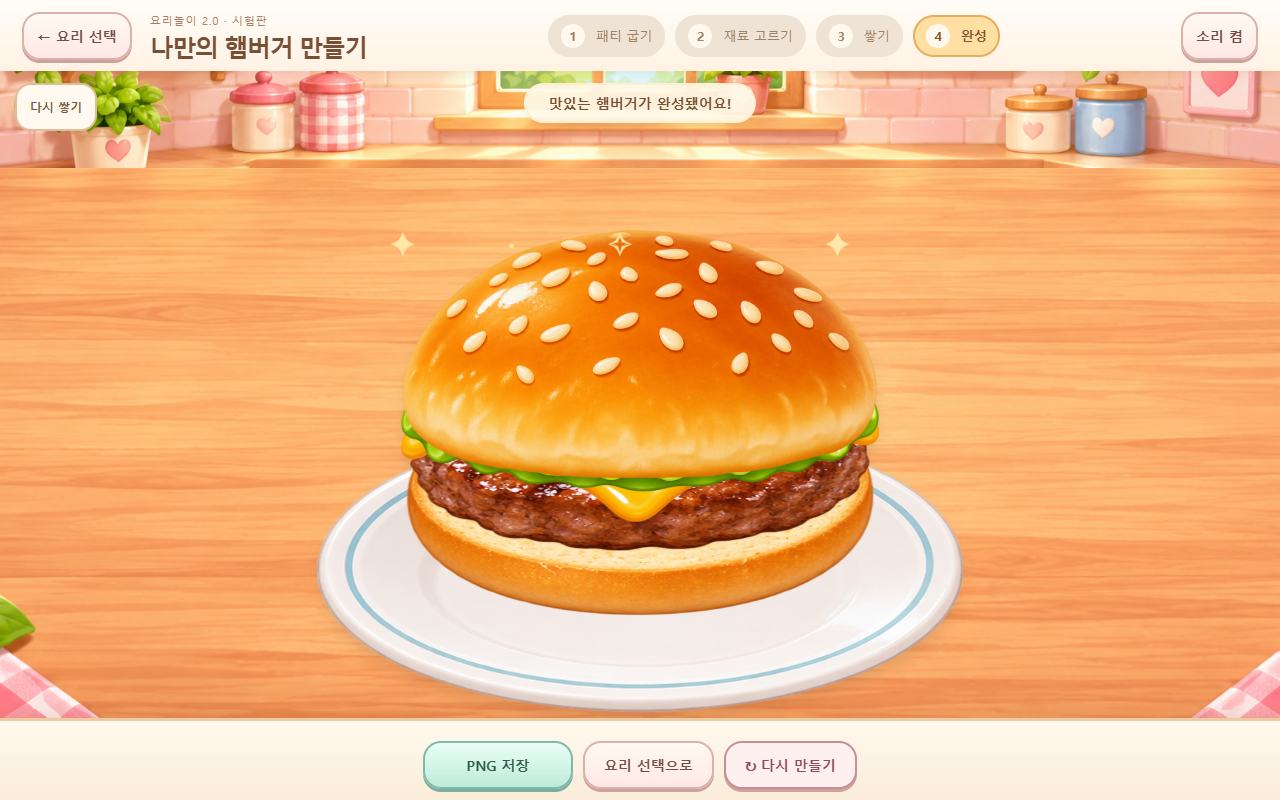 ← 요리 선택
요리놀이 2.0 · 시험판
나만의 햄버거 만들기
1 패티 굽기
2 재료 고르기
3 쌓기
4 완성
소리 켬
다시 쌓기
맛있는 햄버거가 완성됐어요!
PNG 저장
요리 선택으로
↻ 다시 만들기